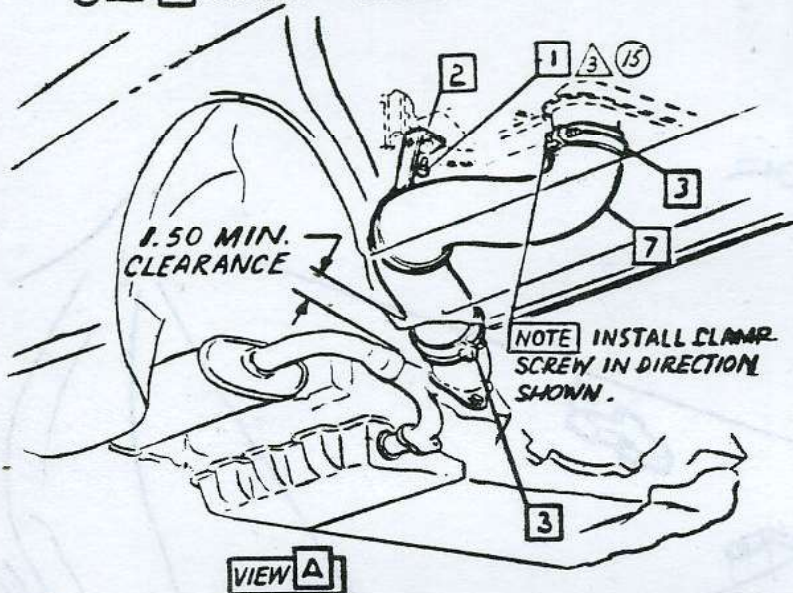 2
1 3 15
3
7
1.50 MIN.
CLEARANCE
NOTE INSTALL CLAMP
SCREW IN DIRECTION
SHOWN.
3
VIEW A